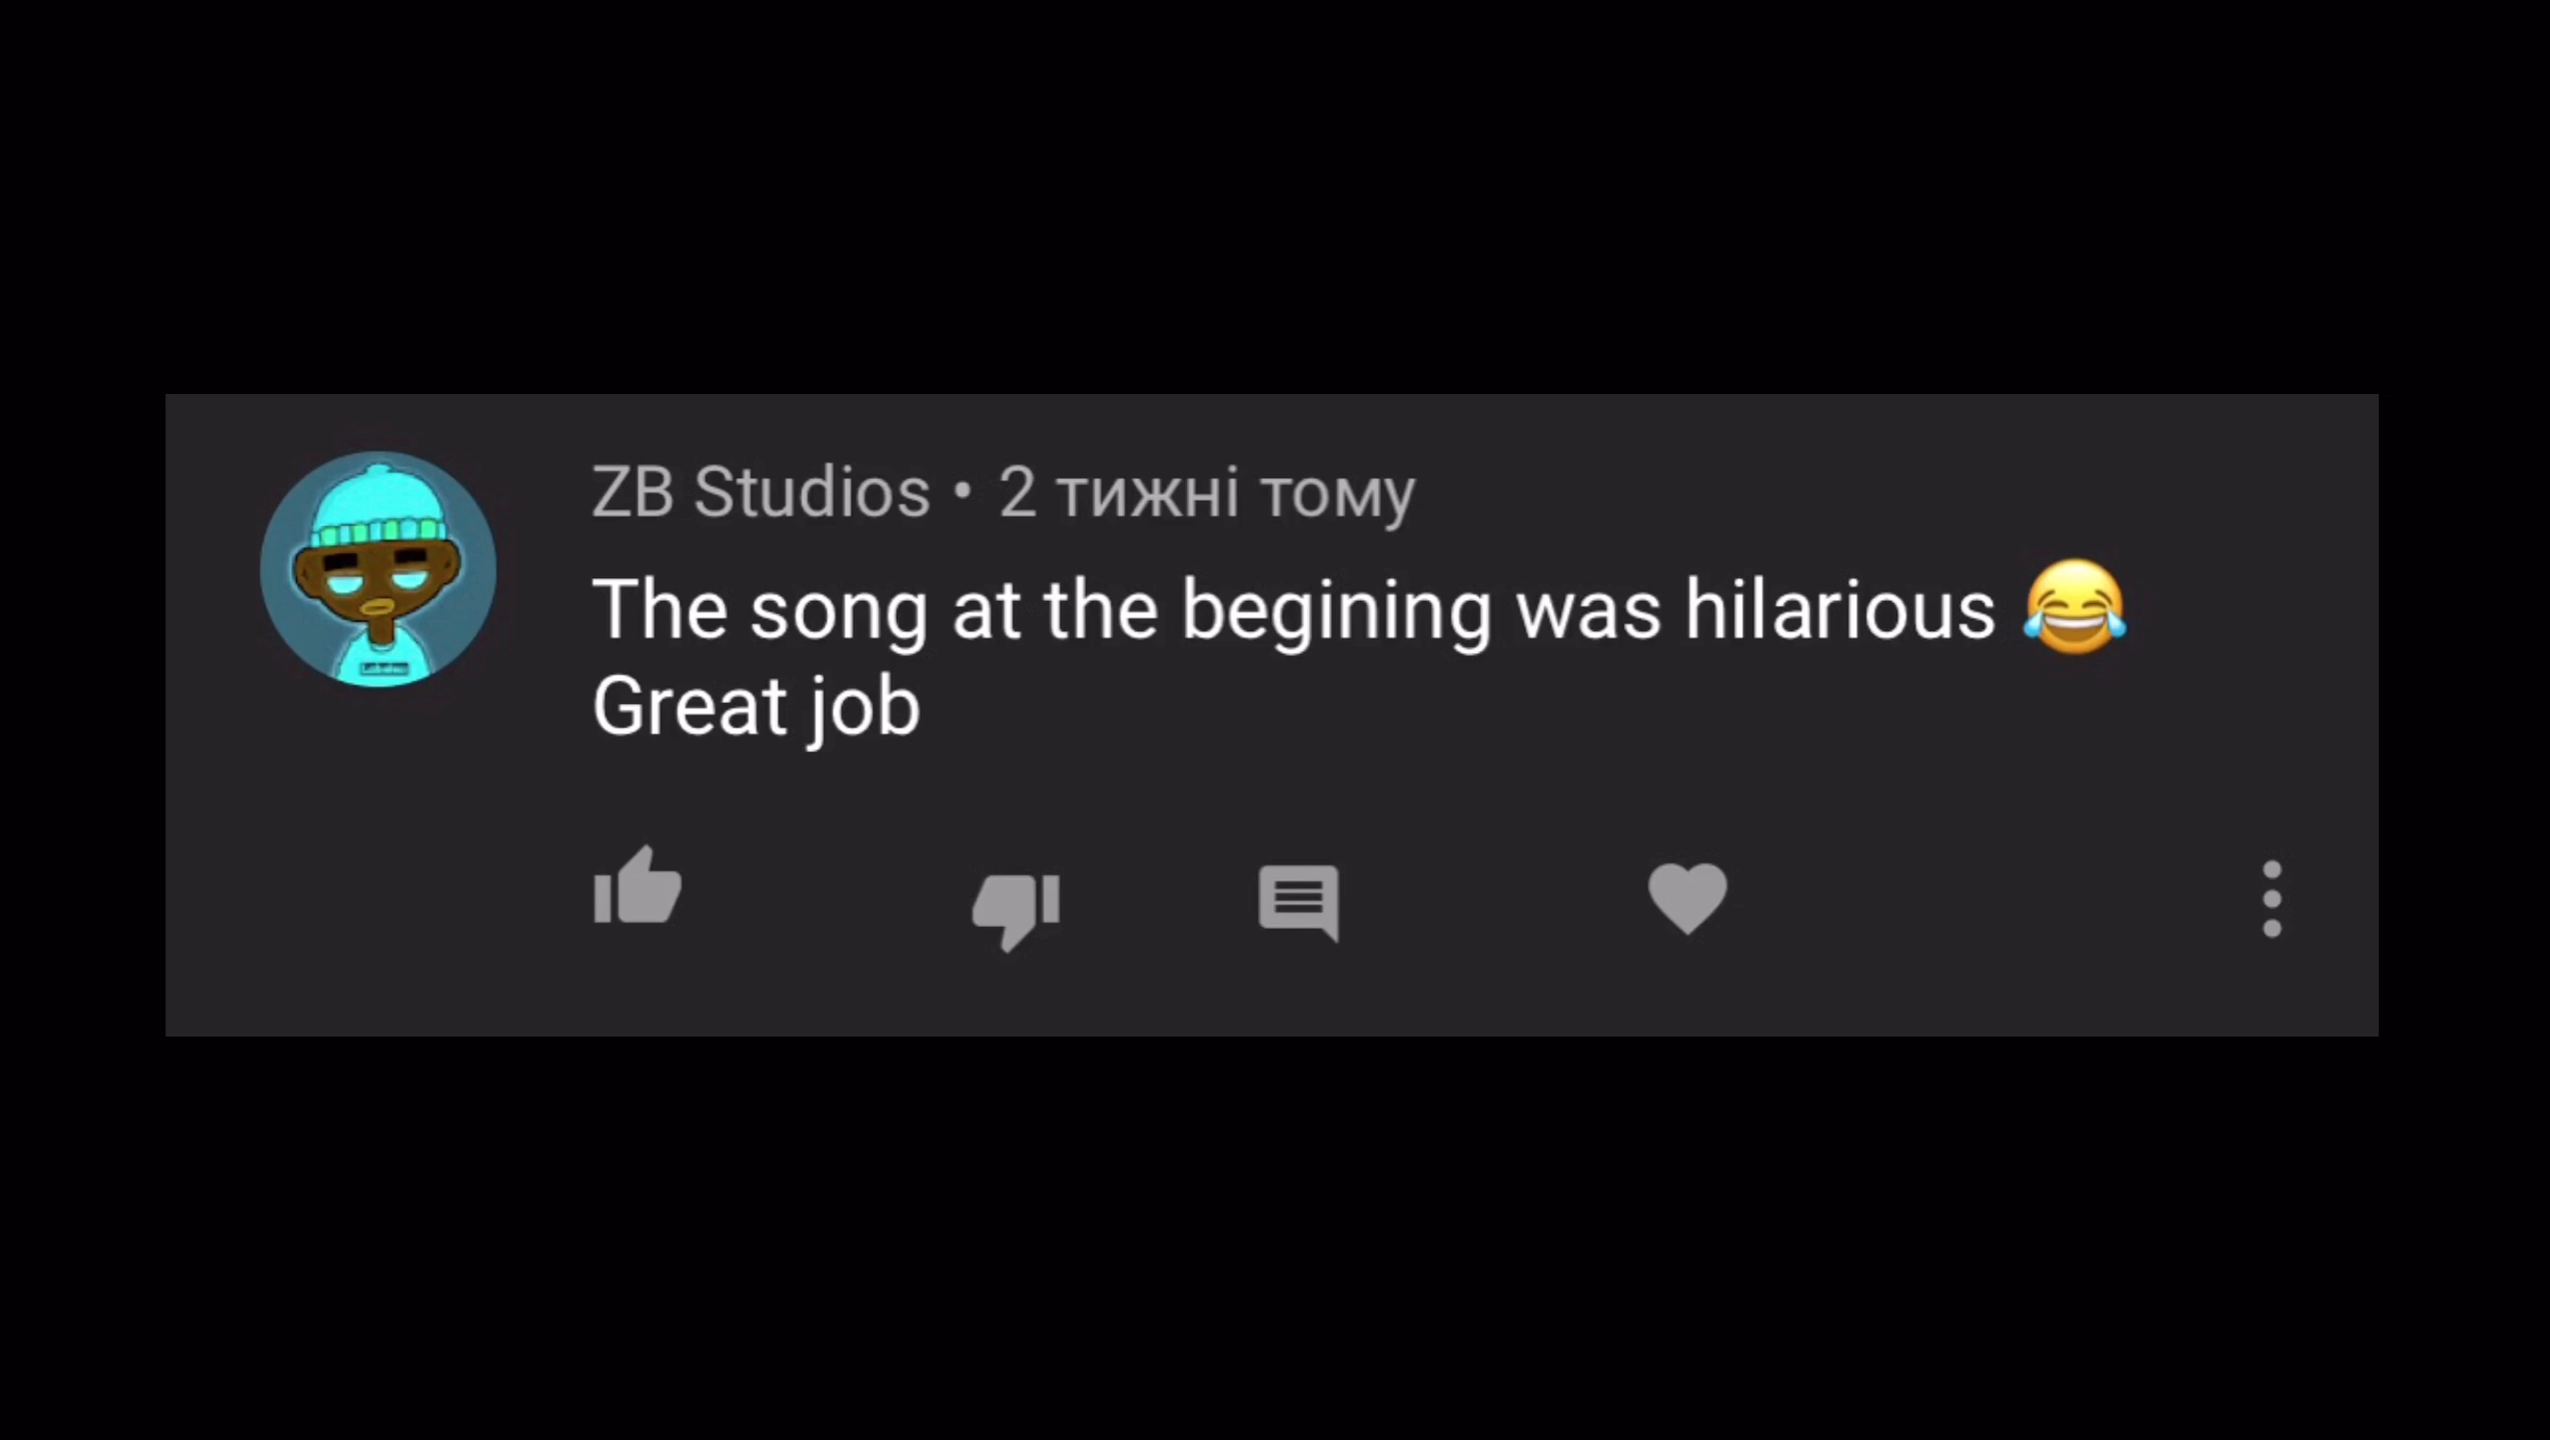 ZB Studios • 2 тижні тому
The song at the begining was hilarious 😂
Great job